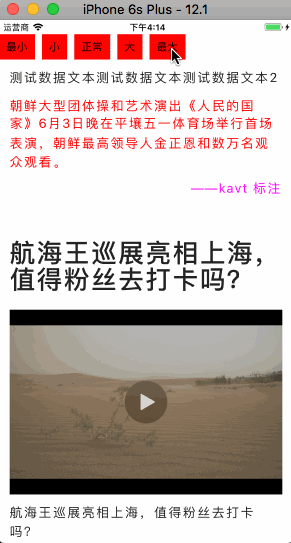 iPhone 6s Plus - 12.1
运营商 下午4:14
最小 小 正常 大 最大
测试数据文本测试数据文本测试数据文本2
朝鲜大型团体操和艺术演出《人民的国
家》6月3日晚在平壤五一体育场举行首场
表演，朝鲜最高领导人金正恩和数万名观
众观看。
——kavt 标注
航海王巡展亮相上海，
值得粉丝去打卡吗？
航海王巡展亮相上海，值得粉丝去打卡
吗？